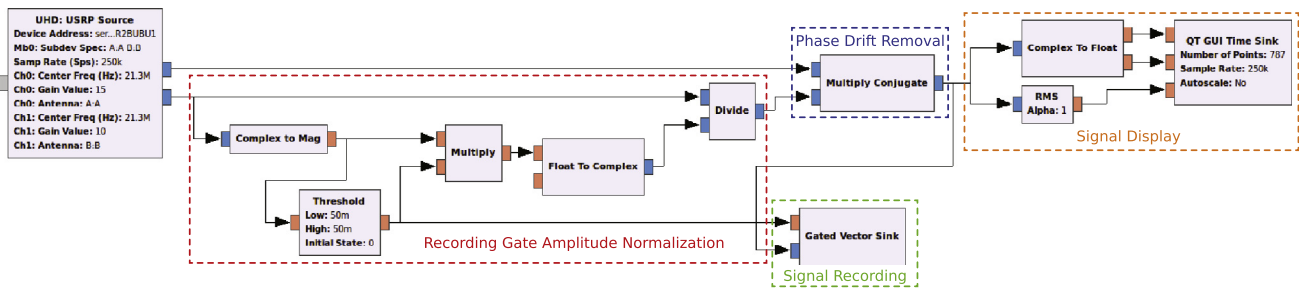 UHD: USRP Source
Device Address: ser...R2BUBU1
Mb0: Subdev Spec: A:A B:B
Samp Rate (Sps): 250k
Ch0: Center Freq (Hz): 21.3M
Ch0: Gain Value: 15
Ch0: Antenna: A:A
Ch1: Center Freq (Hz): 21.3M
Ch1: Gain Value: 10
Ch1: Antenna: B:B
Complex to Mag
Threshold
Low: 50m
High: 50m
Initial State: 0
Multiply
Float To Complex
Divide
Recording Gate Amplitude Normalization
Phase Drift Removal
Multiply Conjugate
Gated Vector Sink
Signal Recording
Complex To Float
RMS
Alpha: 1
QT GUI Time Sink
Number of Points: 787
Sample Rate: 250k
Autoscale: No
Signal Display